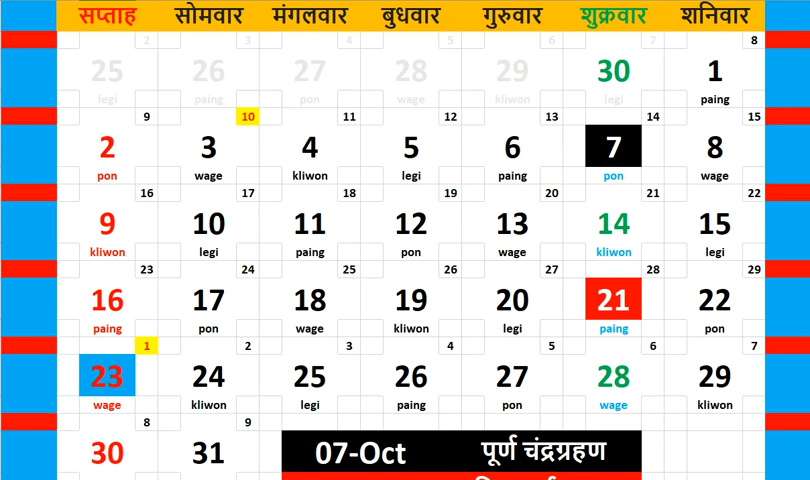 सप्ताह सोमवार मंगलवार बुधवार गुरुवार शुक्रवार शनिवार
2 3 4 5 6 7 8
25 26 27 28 29 30 1
legi paing pon wage kliwon legi paing
9 10 11 12 13 14 15
2 3 4 5 6 7 8
pon wage kliwon legi paing pon wage
16 17 18 19 20 21 22
9 10 11 12 13 14 15
kliwon legi paing pon wage kliwon legi
23 24 25 26 27 28 29
16 17 18 19 20 21 22
paing pon wage kliwon legi paing pon
1 2 3 4 5 6 7
23 24 25 26 27 28 29
wage kliwon legi paing pon wage kliwon
8 9
30 31 07-Oct पूर्ण चंद्रग्रहण